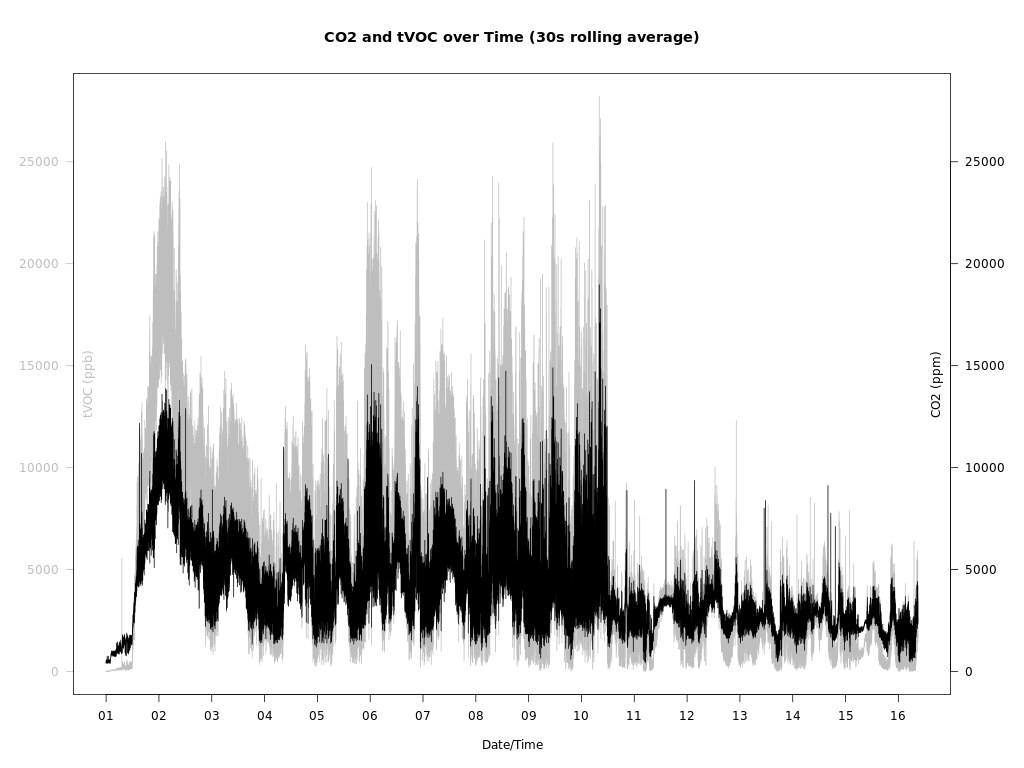 CO2 and tVOC over Time (30s rolling average)
25000
20000
15000
10000
5000
0
tVOC (ppb)
25000
20000
15000
10000
5000
0
CO2 (ppm)
01 02 03 04 05 06 07 08 09 10 11 12 13 14 15 16
Date/Time